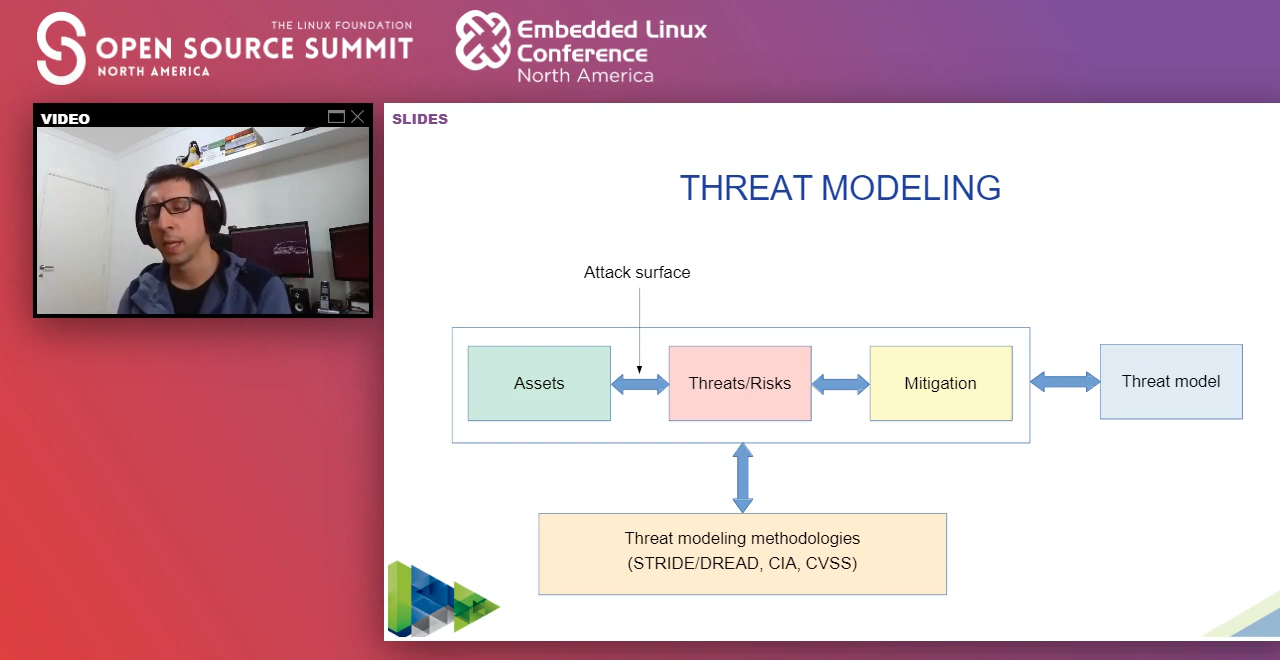 THE LINUX FOUNDATION
OPEN SOURCE SUMMIT
NORTH AMERICA
Embedded Linux
Conference
North America
VIDEO
SLIDES
THREAT MODELING
Attack surface
Assets
Threats/Risks
Mitigation
Threat model
Threat modeling methodologies
(STRIDE/DREAD, CIA, CVSS)